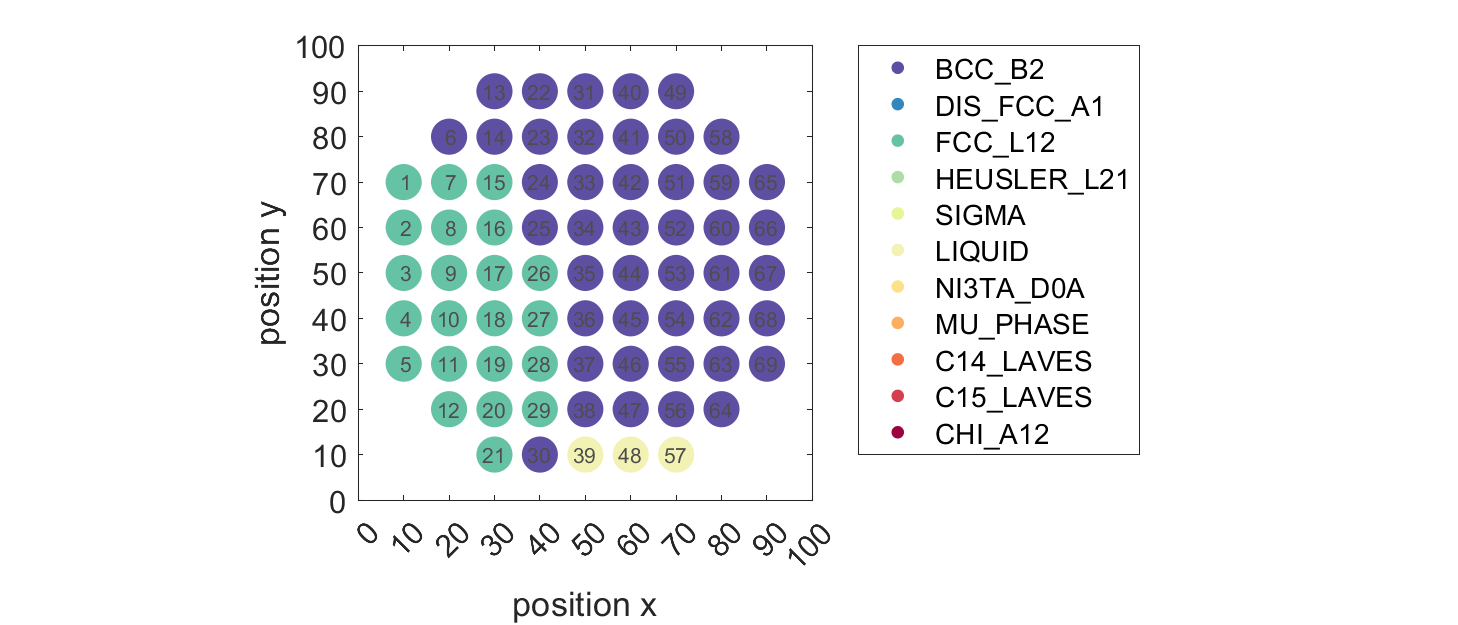 100
90
80
70
60
50
40
30
20
10
0
position y
13 22 31 40 49
6 14 23 32 41 50 58
1 7 15 24 33 42 51 59 65
2 8 16 25 34 43 52 60 66
3 9 17 26 35 44 53 61 67
4 10 18 27 36 45 54 62 68
5 11 19 28 37 46 55 63 69
12 20 29 38 47 56 64
21 30 39 48 57
0 10 20 30 40 50 60 70 80 90 100
position x
BCC_B2
DIS_FCC_A1
FCC_L12
HEUSLER_L21
SIGMA
LIQUID
NI3TA_D0A
MU_PHASE
C14_LAVES
C15_LAVES
CHI_A12